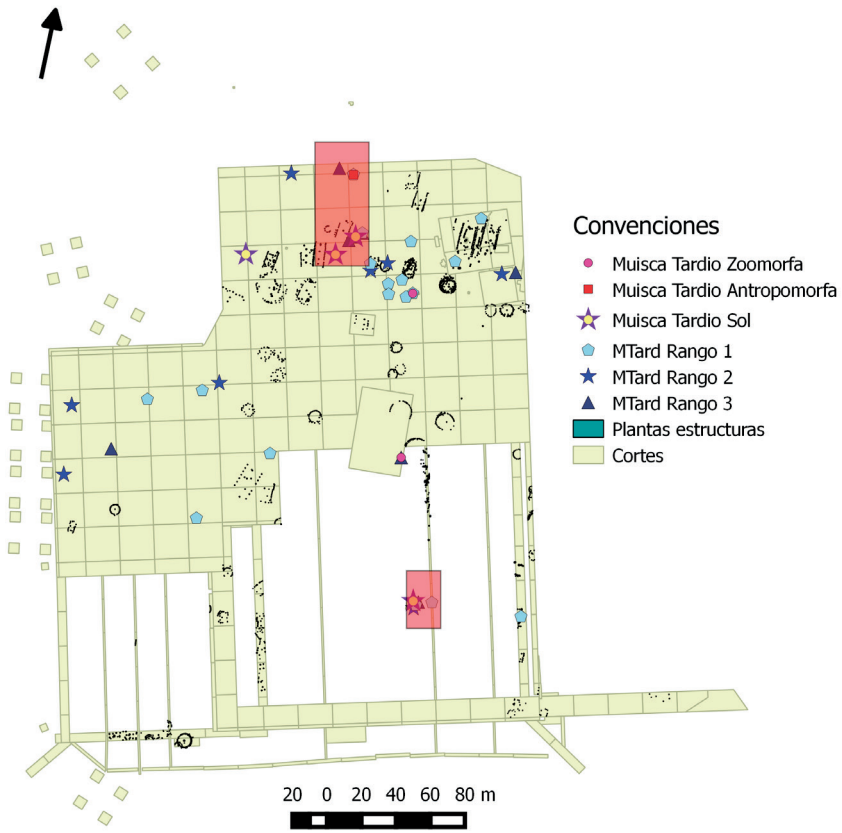 Convenciones
Muisca Tardio Zoomorfa
Muisca Tardio Antropomorfa
Muisca Tardio Sol
MTard Rango 1
MTard Rango 2
MTard Rango 3
Plantas estructuras
Cortes
20 0 20 40 60 80 m